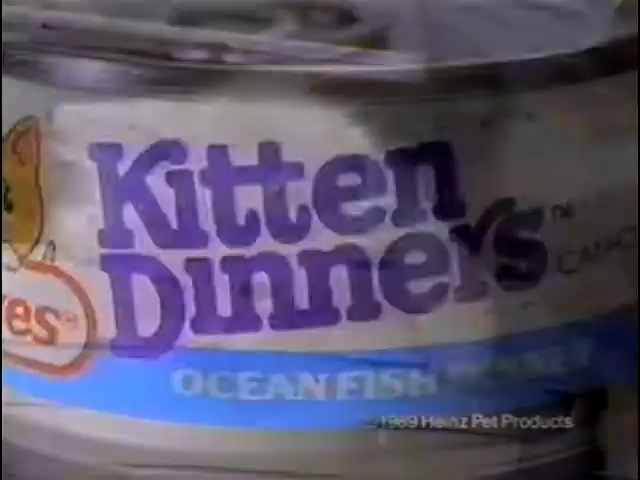 Kitten
Dinners
es®
OCEAN FISH
1989 Heinz Pet Products